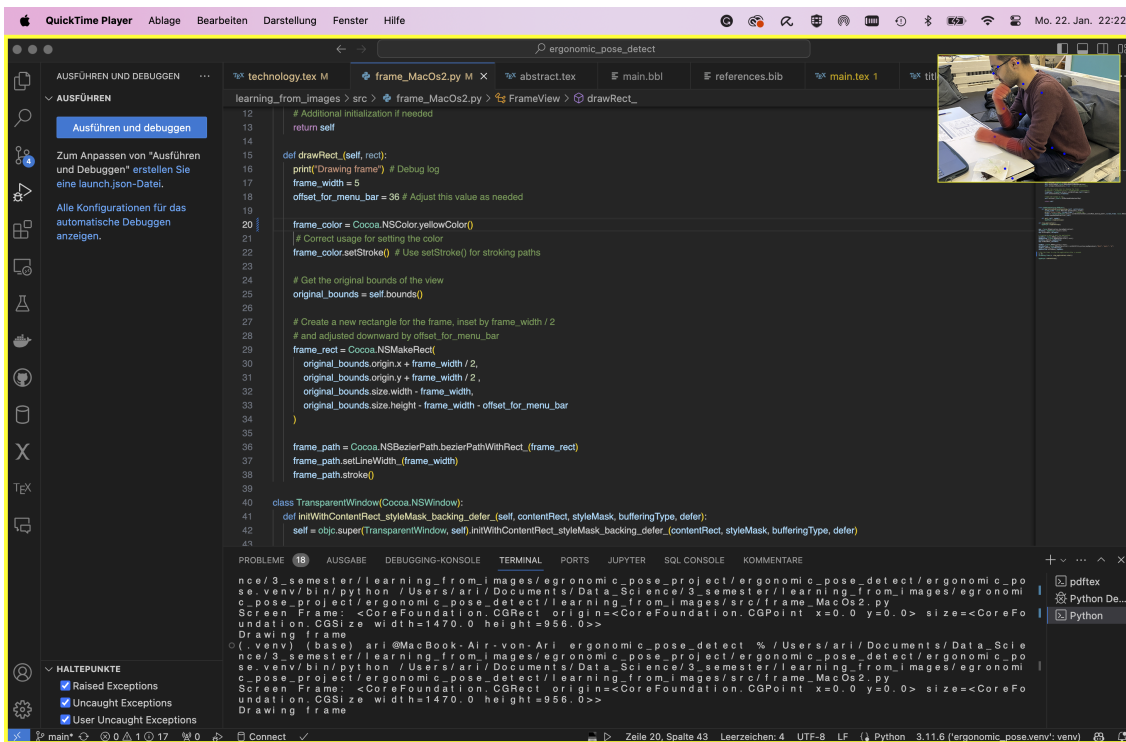 QuickTime Player Ablage Bearbeiten Darstellung Fenster Hilfe Mo. 22. Jan. 22:22
ergonomic_pose_detect
AUSFÜHREN UND DEBUGGEN ...
AUSFÜHREN
Ausführen und debuggen
Zum Anpassen von "Ausführen
und Debuggen" erstellen Sie
eine launch.json-Datei.
Alle Konfigurationen für das
automatische Debuggen
anzeigen.
4
TEX technology.tex M frame_MacOs2.py M × TEX abstract.tex main.bbl references.bib TEX main.tex 1 TEX
learning_from_images > src > frame_MacOs2.py > FrameView > drawRect_
12 # Additional initialization if needed
13 return self
14
15 def drawRect_(self, rect):
16 print("Drawing frame") # Debug log
17 frame_width = 5
18 offset_for_menu_bar = 36 # Adjust this value as needed
19
20 frame_color = Cocoa.NSColor.yellowColor()
21 # Correct usage for setting the color
22 frame_color.setStroke() # Use setStroke() for stroking paths
23
24 # Get the original bounds of the view
25 original_bounds = self.bounds()
26
27 # Create a new rectangle for the frame, inset by frame_width / 2
28 # and adjusted downward by offset_for_menu_bar
29 frame_rect = Cocoa.NSMakeRect(
30 original_bounds.origin.x + frame_width / 2,
31 original_bounds.origin.y + frame_width / 2 ,
32 original_bounds.size.width - frame_width,
33 original_bounds.size.height - frame_width - offset_for_menu_bar
34 )
35
36 frame_path = Cocoa.NSBezierPath.bezierPathWithRect_(frame_rect)
37 frame_path.setLineWidth_(frame_width)
38 frame_path.stroke()
39
40 class TransparentWindow(Cocoa.NSWindow):
41 def initWithContentRect_styleMask_backing_defer_(self, contentRect, styleMask, bufferingType, defer):
42 self = objc.super(TransparentWindow, self).initWithContentRect_styleMask_backing_defer_(contentRect, styleMask, bufferingType, defer)
43
PROBLEME 18 AUSGABE DEBUGGING-KONSOLE TERMINAL PORTS JUPYTER SQL CONSOLE KOMMENTARE
nce/3_semester/learning_from_images/egronomic_pose_project/ergonomic_pose_detect/ergonomic_po
se.venv/bin/python /Users/ari/Documents/Data_Science/3_semester/learning_from_images/egronomi
c_pose_project/ergonomic_pose_detect/learning_from_images/src/frame_MacOs2.py
Screen Frame: <CoreFoundation.CGRect origin=<CoreFoundation.CGPoint x=0.0 y=0.0> size=<CoreFo
undation.CGSize width=1470.0 height=956.0>>
Drawing frame
(.venv) (base) ari@MacBook-Air-von-Ari ergonomic_pose_detect % /Users/ari/Documents/Data_Scie
nce/3_semester/learning_from_images/egronomic_pose_project/ergonomic_pose_detect/ergonomic_po
se.venv/bin/python /Users/ari/Documents/Data_Science/3_semester/learning_from_images/egronomi
c_pose_project/ergonomic_pose_detect/learning_from_images/src/frame_MacOs2.py
Screen Frame: <CoreFoundation.CGRect origin=<CoreFoundation.CGPoint x=0.0 y=0.0> size=<CoreFo
undation.CGSize width=1470.0 height=956.0>>
Drawing frame
pdftex
Python De...
Python
HALTEPUNKTE
Raised Exceptions
Uncaught Exceptions
User Uncaught Exceptions
main* 0 1 17 0 Connect Zeile 20, Spalte 43 Leerzeichen: 4 UTF-8 LF Python 3.11.6 ('ergonomic_pose.venv': venv)